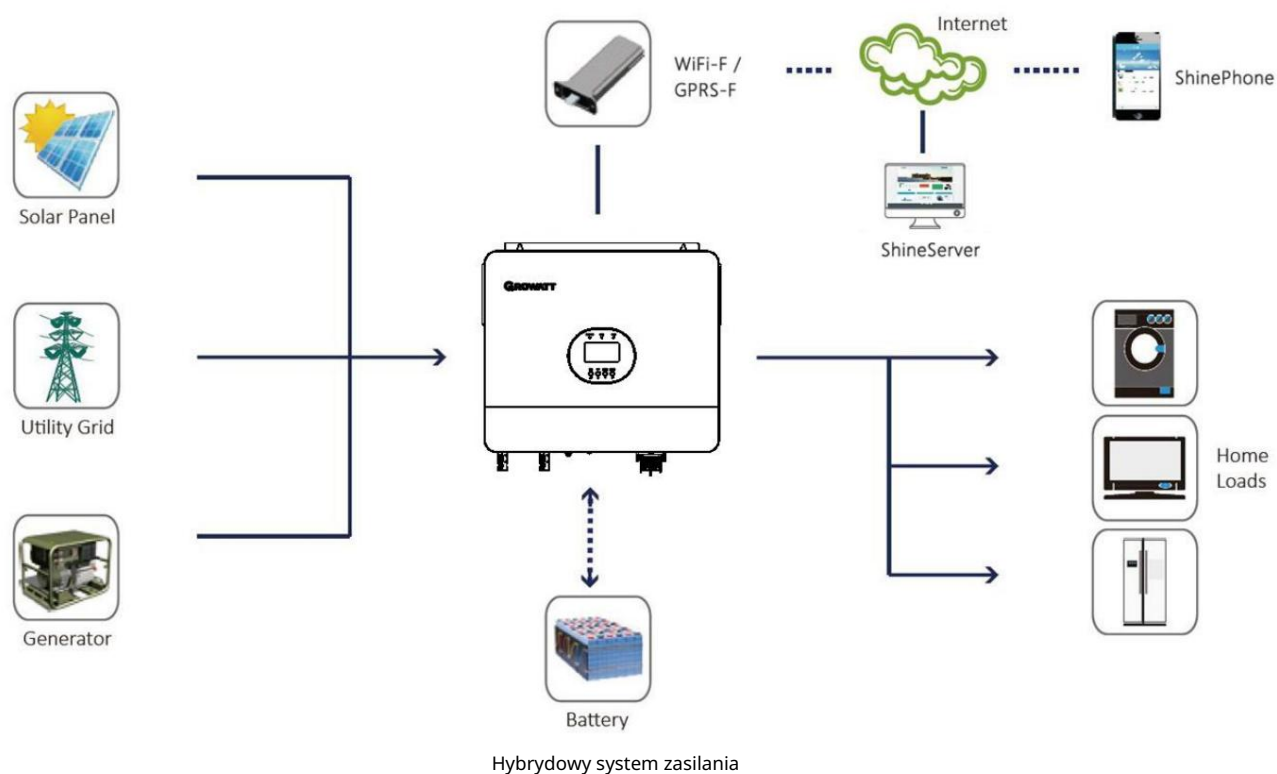 Internet
WiFi-F /
GPRS-F
ShinePhone
Solar Panel
ShineServer
GROWATT
Utility Grid
Home
Loads
Generator
Battery
Hybrydowy system zasilania